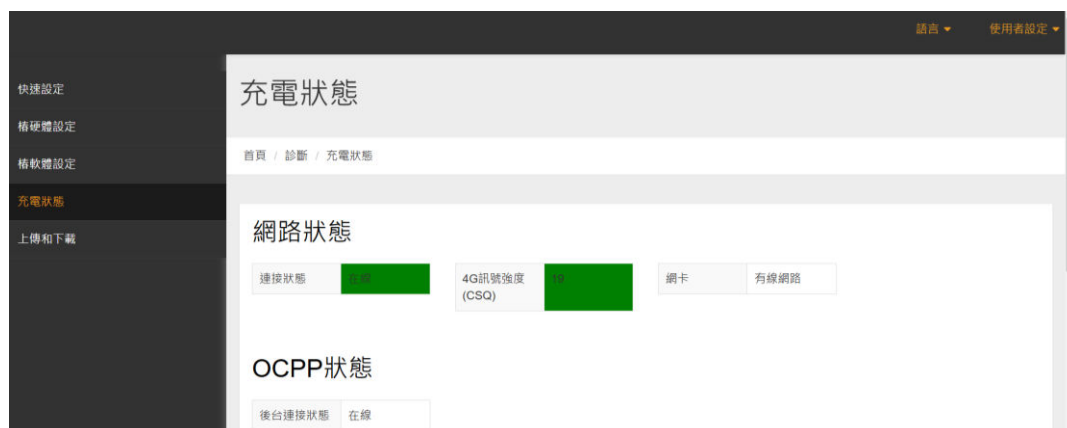 語言
使用者設定
快速設定
樁硬體設定
樁軟體設定
充電狀態
上傳和下載
充電狀態
首頁 / 診斷 / 充電狀態
網路狀態
連接狀態 在線
4G訊號強度 19
(CSQ)
網卡 有線網路
OCPP狀態
後台連接狀態 在線